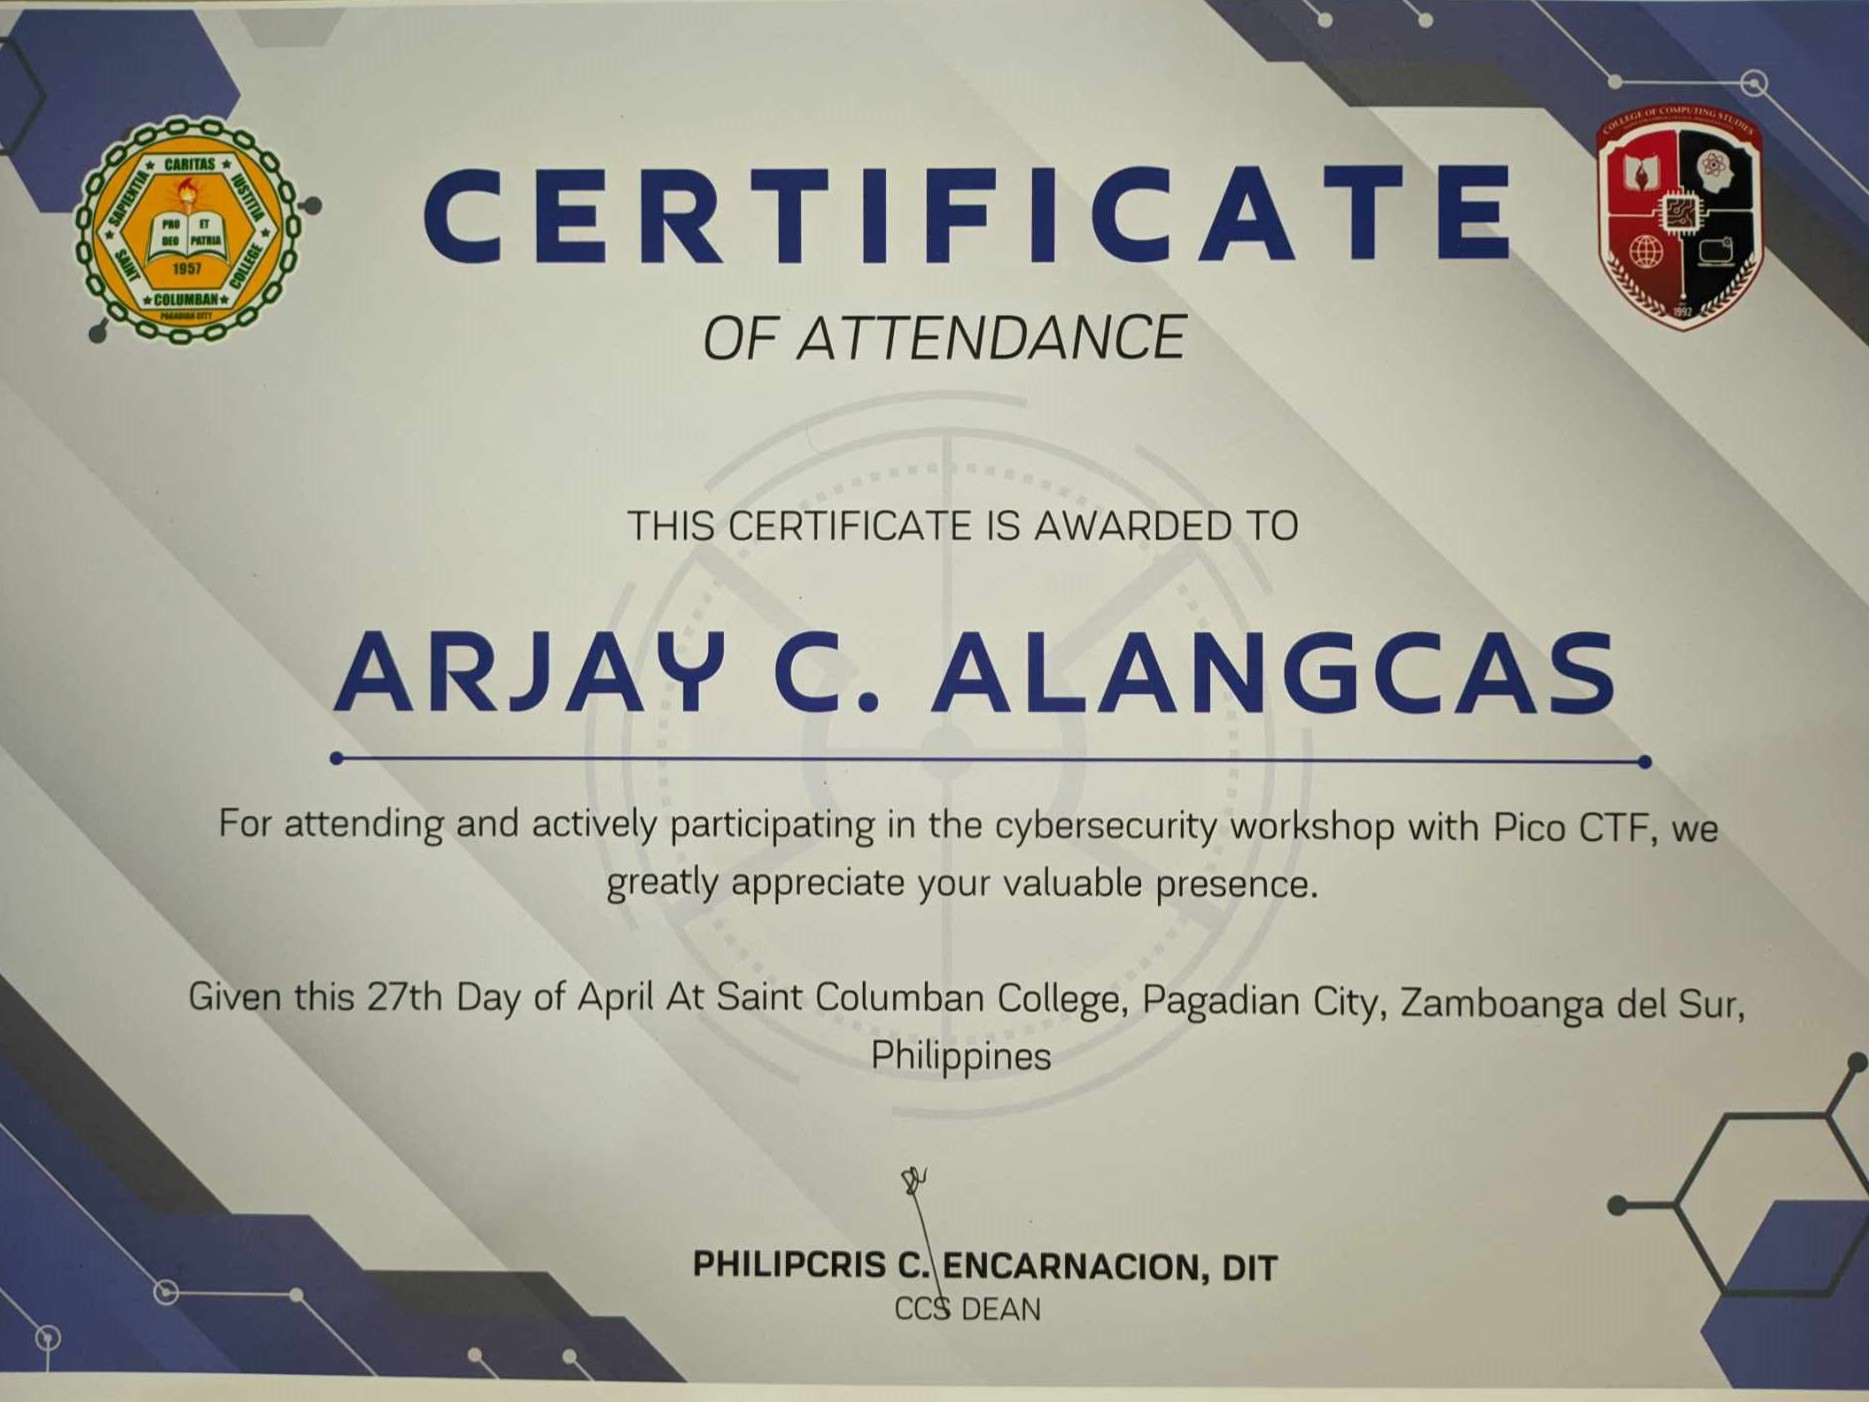 CARITAS
SAPIENTIA
JUSTITIA
PRO ET
DEO PATRIA
1957
SAINT
COLUMBAN
COLLEGE
PAGADIAN CITY
COLLEGE OF COMPUTING STUDIES
1992
CERTIFICATE
OF ATTENDANCE
THIS CERTIFICATE IS AWARDED TO
ARJAY C. ALANGCAS
For attending and actively participating in the cybersecurity workshop with Pico CTF, we
greatly appreciate your valuable presence.
Given this 27th Day of April At Saint Columban College, Pagadian City, Zamboanga del Sur,
Philippines
PHILIPCRIS C. ENCARNACION, DIT
CCS DEAN